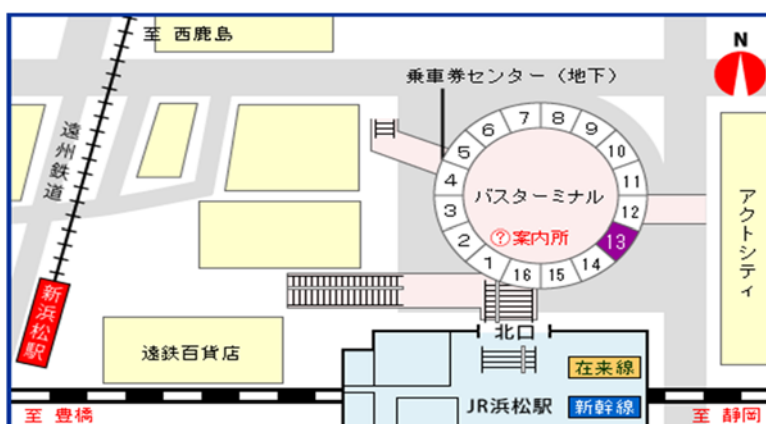 至 西鹿島
N
乗車券センター（地下）
遠州鉄道
7
8
6
9
5
10
4
11
バスターミナル
3
12
アクトシティ
2
?案内所
13
1
16
15
14
新浜松駅
北口
遠鉄百貨店
在来線
JR浜松駅
新幹線
至 豊橋
至 静岡